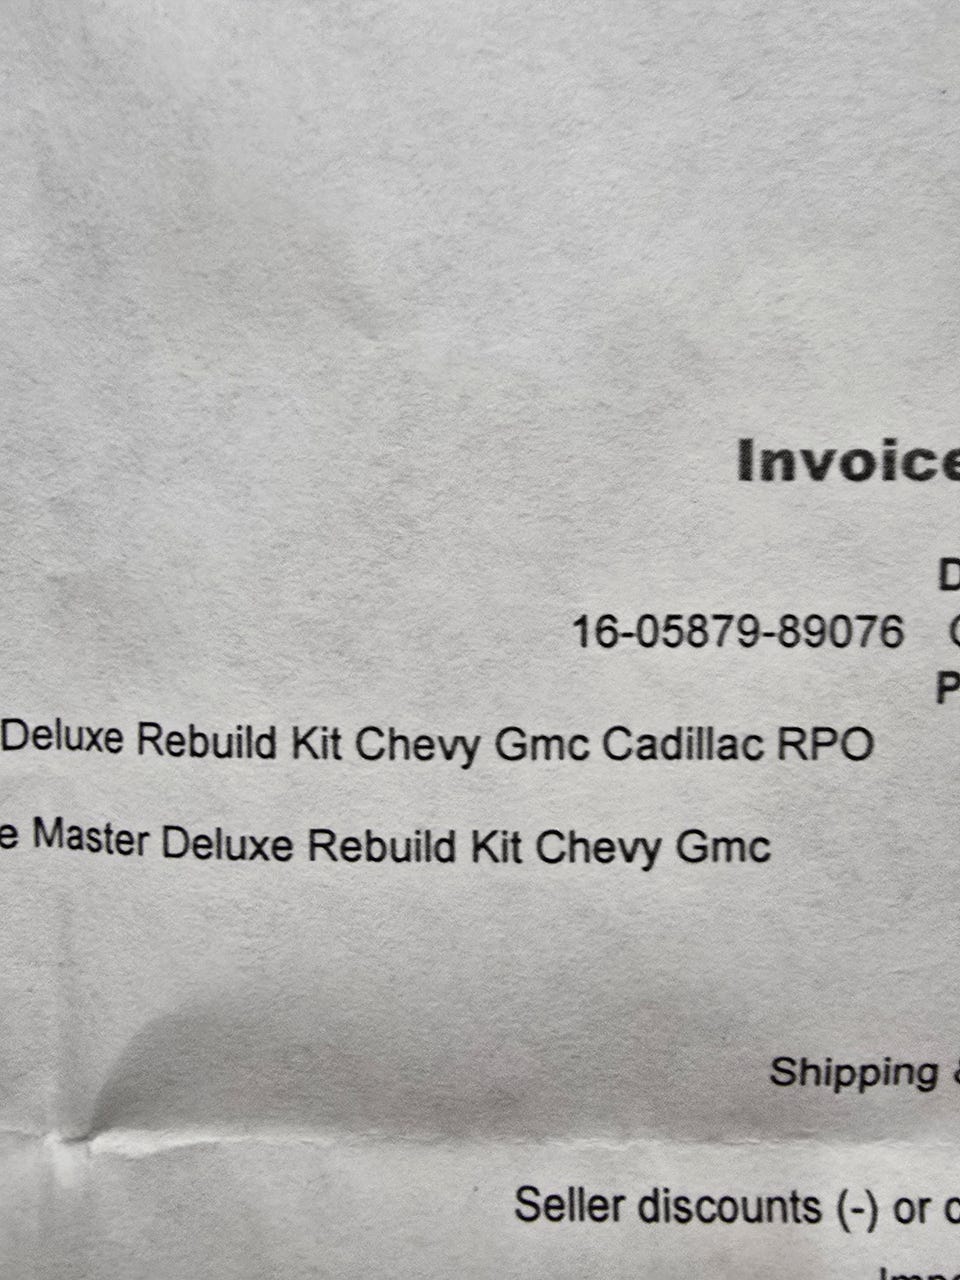 Invoice
16-05879-89076
Deluxe Rebuild Kit Chevy Gmc Cadillac RPO
e Master Deluxe Rebuild Kit Chevy Gmc
Shipping &
Seller discounts (-) or